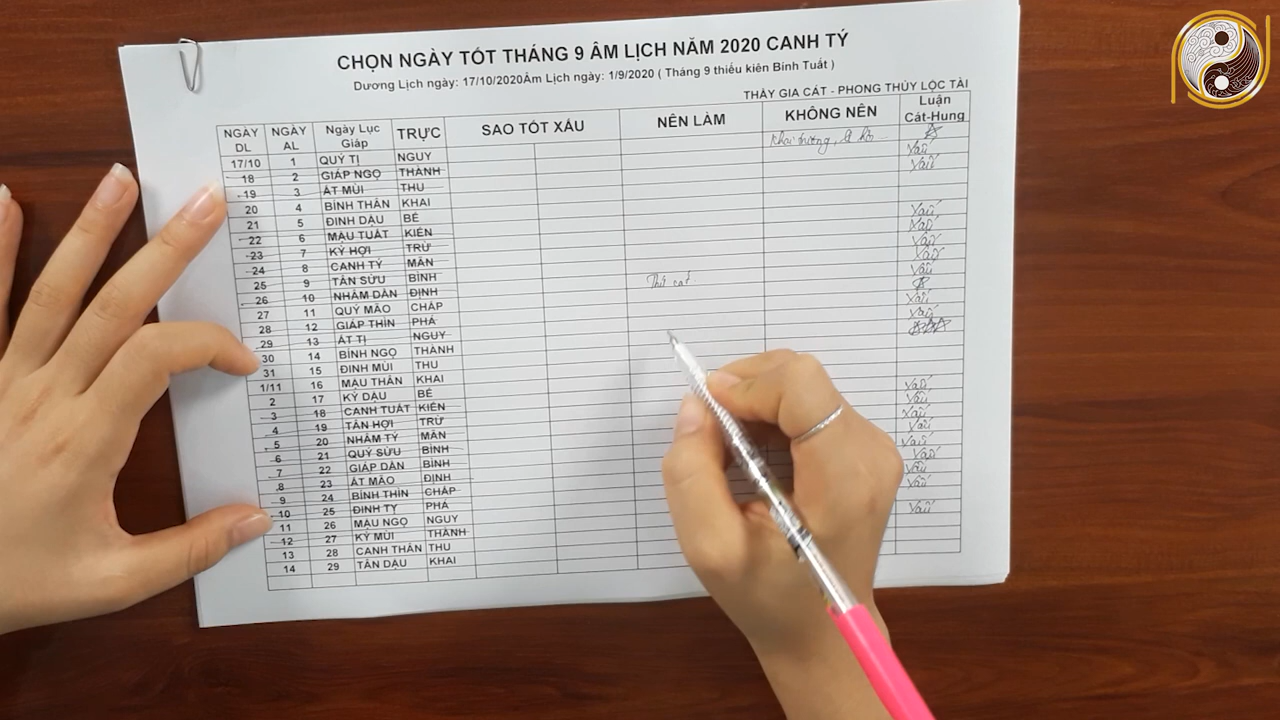 CHỌN NGÀY TỐT THÁNG 9 ÂM LỊCH NĂM 2020 CANH TÝ
Dương Lịch ngày: 17/10/2020Âm Lịch ngày: 1/9/2020 ( Tháng 9 thiếu kiên Bính Tuất )
THẦY GIA CÁT - PHONG THỦY LỘC TÀI
NGÀY DL NGÀY AL Ngày Lục Giáp TRỰC SAO TỐT XẤU NÊN LÀM KHÔNG NÊN Luận Cát-Hung
17/10 1 QUÝ TỊ NGUY Khai trương
18 2 GIÁP NGỌ THÀNH Xấu
19 3 ẤT MÙI THU Xấu
20 4 BÍNH THÂN KHAI
21 5 ĐINH DẬU BẾ
22 6 MẬU TUẤT KIẾN Xấu
23 7 KỶ HỢI TRỪ Xấu
24 8 CANH TÝ MÃN Xấu
25 9 TÂN SỬU BÌNH Xấu
26 10 NHÂM DẦN ĐỊNH Thứ cát Xấu
27 11 QUÝ MÃO CHẤP
28 12 GIÁP THÌN PHÁ Xấu
29 13 ẤT TỊ NGUY Xấu
30 14 BÍNH NGỌ THÀNH
31 15 ĐINH MÙI THU
1/11 16 MẬU THÂN KHAI
2 17 KỶ DẬU BẾ
3 18 CANH TUẤT KIẾN Xấu
4 19 TÂN HỢI TRỪ Xấu
5 20 NHÂM TÝ MÃN Xấu
6 21 QUÝ SỬU BÌNH Xấu
7 22 GIÁP DẦN BÌNH Xấu
8 23 ẤT MÃO ĐỊNH Xấu
9 24 BÍNH THÌN CHẤP Xấu
10 25 ĐINH TỴ PHÁ Xấu
11 26 MẬU NGỌ NGUY
12 27 KỶ MÙI THÀNH Xấu
13 28 CANH THÂN THU
14 29 TÂN DẬU KHAI